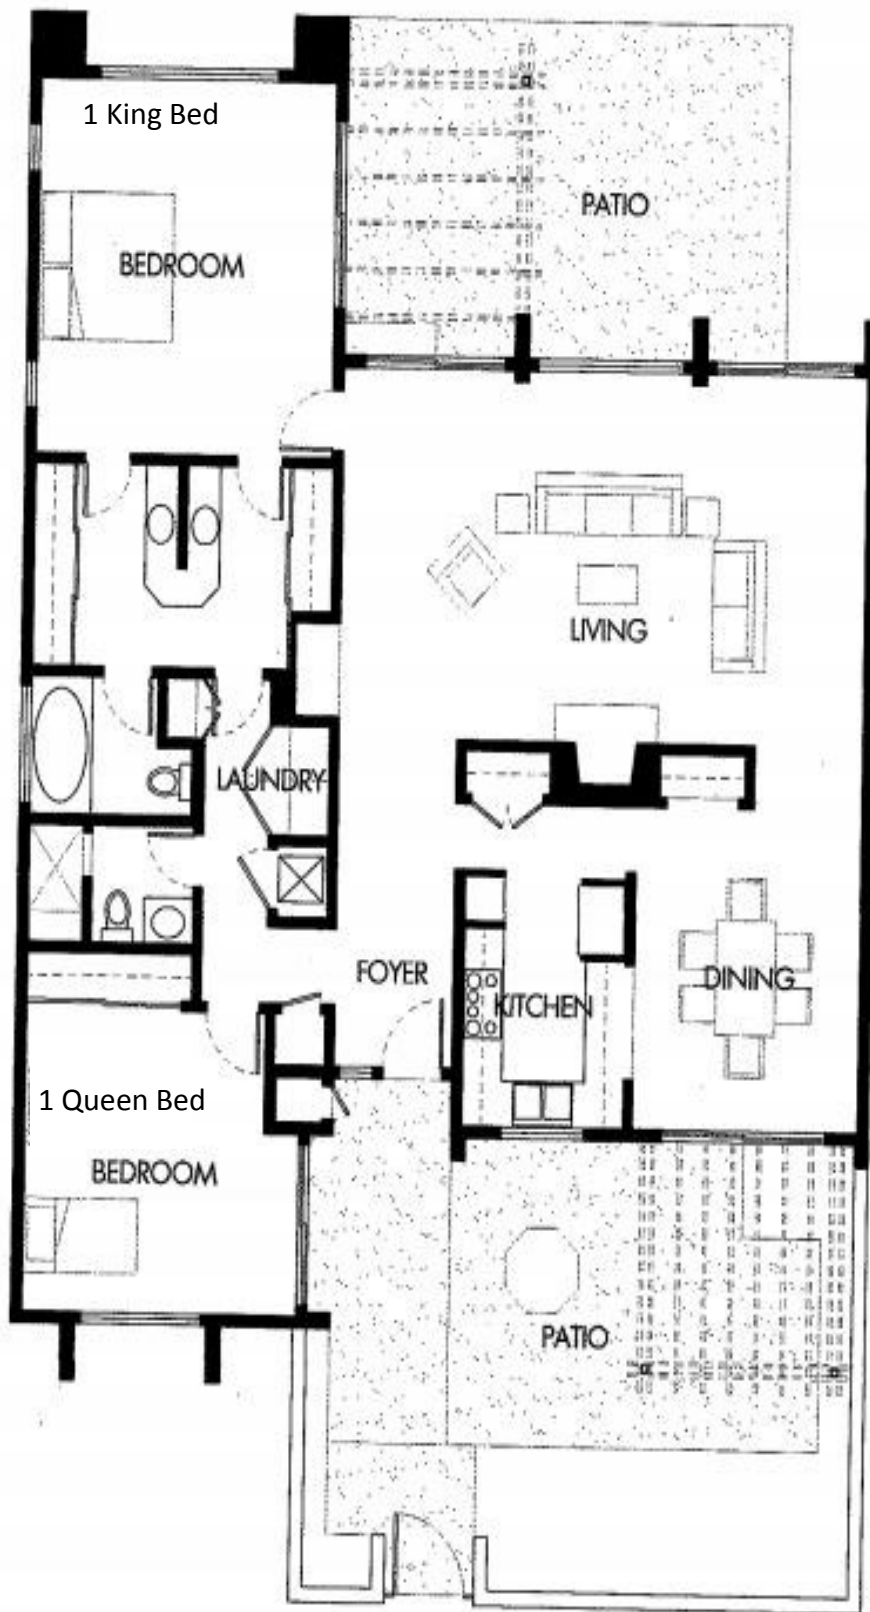 1 King Bed
PATIO
BEDROOM
LIVING
LAUNDRY
FOYER
DINING
KITCHEN
1 Queen Bed
BEDROOM
PATIO